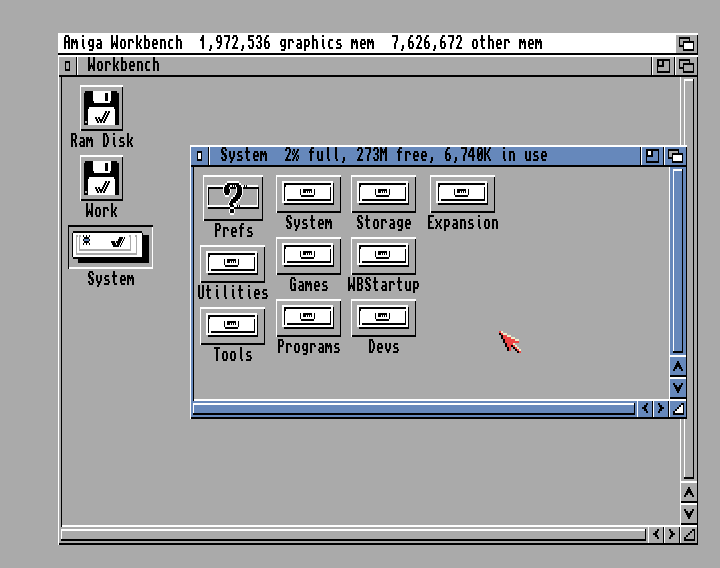 Amiga Workbench 1,972,536 graphics mem 7,626,672 other mem
Workbench
Ram Disk
Work
System
System 2% full, 273M free, 6,740K in use
Prefs
System
Storage
Expansion
Utilities
Games
WBStartup
Tools
Programs
Devs